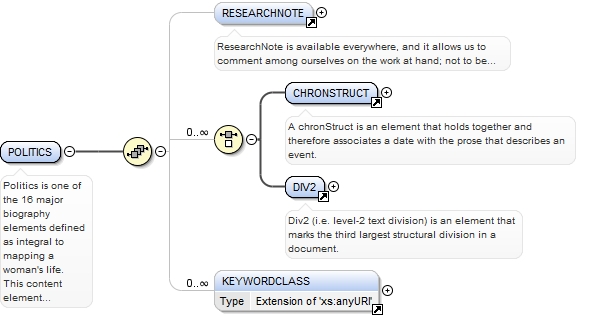 RESEARCHNOTE
ResearchNote is available everywhere, and it allows us to
comment among ourselves on the work at hand; not to be...
0..∞
CHRONSTRUCT
A chronStruct is an element that holds together and
therefore associates a date with the prose that describes an
event.
POLITICS
Politics is one of
the 16 major
biography
elements defined
as integral to
mapping a
woman's life.
This content
element...
DIV2
Div2 (i.e. level-2 text division) is an element that
marks the third largest structural division in a
document.
0..∞
KEYWORDCLASS
Type Extension of 'xs:anyURI'